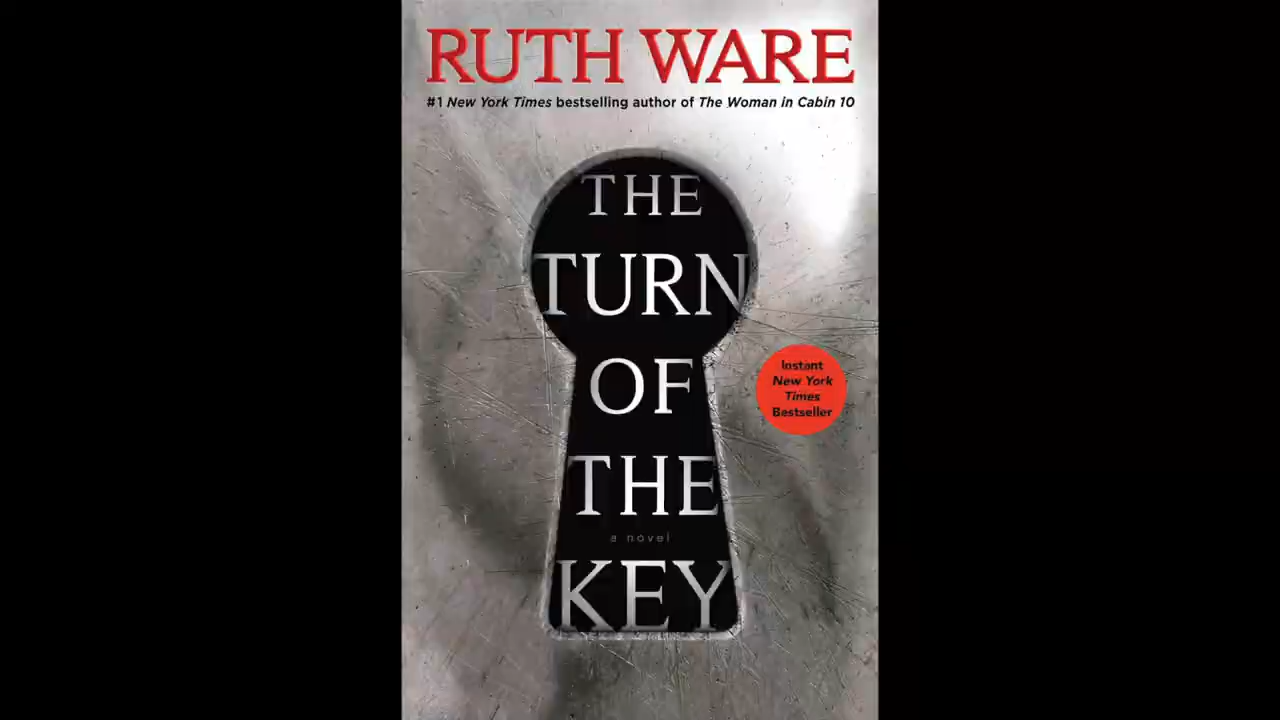 RUTH WARE
#1 New York Times bestselling author of The Woman in Cabin 10
THE
TURN
OF
THE
a novel
KEY
Instant
New York
Times
Bestseller